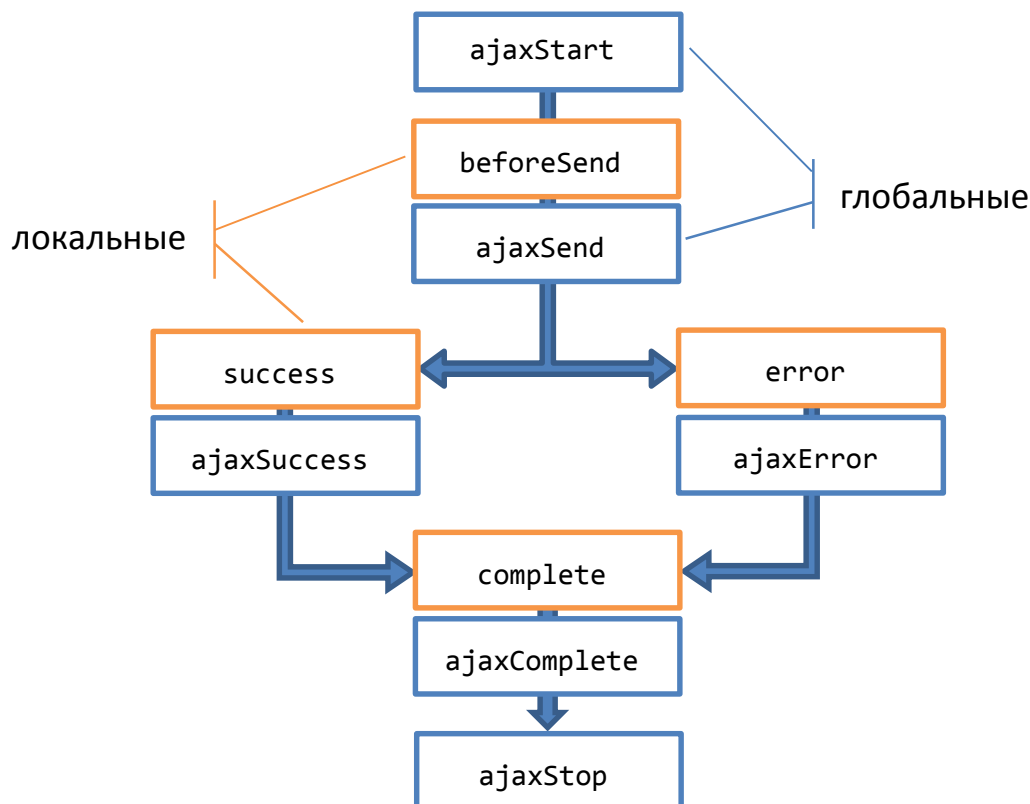 ajaxStart
beforeSend
глобальные
локальные
ajaxSend
success
error
ajaxSuccess
ajaxError
complete
ajaxComplete
ajaxStop